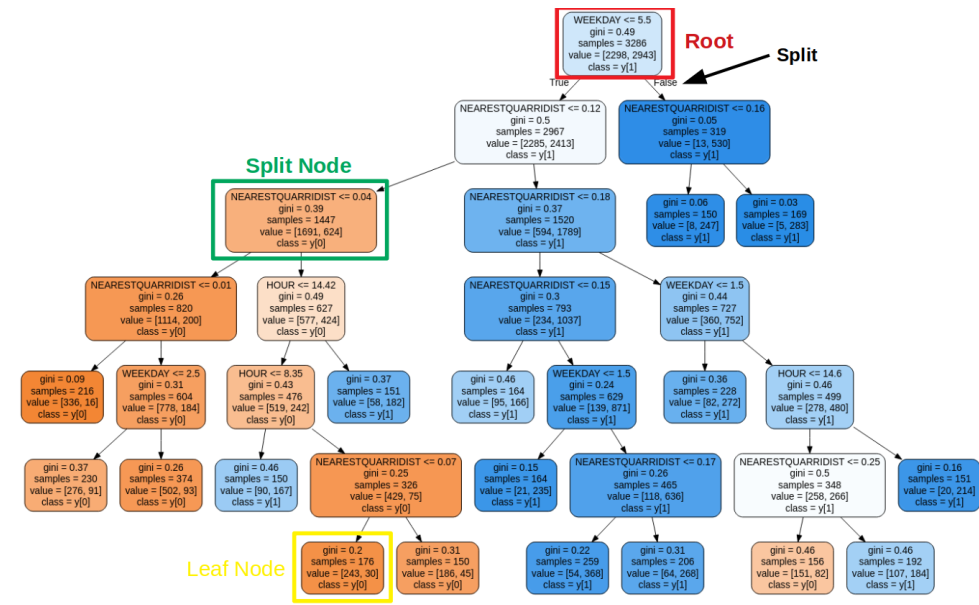 WEEKDAY <= 5.5
gini = 0.49
samples = 3286
value = [2298, 2943]
class = y[1]
Root
Split
True
False
NEARESTQUARRIDIST <= 0.12
gini = 0.5
samples = 2967
value = [2285, 2413]
class = y[1]
NEARESTQUARRIDIST <= 0.16
gini = 0.05
samples = 319
value = [13, 530]
class = y[1]
Split Node
NEARESTQUARRIDIST <= 0.04
gini = 0.39
samples = 1447
value = [1691, 624]
class = y[0]
NEARESTQUARRIDIST <= 0.18
gini = 0.37
samples = 1520
value = [594, 1789]
class = y[1]
gini = 0.06
samples = 150
value = [8, 247]
class = y[1]
gini = 0.03
samples = 169
value = [5, 283]
class = y[1]
NEARESTQUARRIDIST <= 0.01
gini = 0.26
samples = 820
value = [1114, 200]
class = y[0]
HOUR <= 14.42
gini = 0.49
samples = 627
value = [577, 424]
class = y[0]
NEARESTQUARRIDIST <= 0.15
gini = 0.3
samples = 793
value = [234, 1037]
class = y[1]
WEEKDAY <= 1.5
gini = 0.44
samples = 727
value = [360, 752]
class = y[1]
gini = 0.09
samples = 216
value = [336, 16]
class = y[0]
WEEKDAY <= 2.5
gini = 0.31
samples = 604
value = [778, 184]
class = y[0]
HOUR <= 8.35
gini = 0.43
samples = 476
value = [519, 242]
class = y[0]
gini = 0.37
samples = 151
value = [58, 182]
class = y[1]
gini = 0.46
samples = 164
value = [95, 166]
class = y[1]
WEEKDAY <= 1.5
gini = 0.24
samples = 629
value = [139, 871]
class = y[1]
gini = 0.36
samples = 228
value = [82, 272]
class = y[1]
HOUR <= 14.6
gini = 0.46
samples = 499
value = [278, 480]
class = y[1]
gini = 0.37
samples = 230
value = [276, 91]
class = y[0]
gini = 0.26
samples = 374
value = [502, 93]
class = y[0]
gini = 0.46
samples = 150
value = [90, 167]
class = y[1]
NEARESTQUARRIDIST <= 0.07
gini = 0.25
samples = 326
value = [429, 75]
class = y[0]
gini = 0.15
samples = 164
value = [21, 235]
class = y[1]
NEARESTQUARRIDIST <= 0.17
gini = 0.26
samples = 465
value = [118, 636]
class = y[1]
NEARESTQUARRIDIST <= 0.25
gini = 0.5
samples = 348
value = [258, 266]
class = y[1]
gini = 0.16
samples = 151
value = [20, 214]
class = y[1]
Leaf Node
gini = 0.2
samples = 176
value = [243, 30]
class = y[0]
gini = 0.31
samples = 150
value = [186, 45]
class = y[0]
gini = 0.22
samples = 259
value = [54, 368]
class = y[1]
gini = 0.31
samples = 206
value = [64, 268]
class = y[1]
gini = 0.46
samples = 156
value = [151, 82]
class = y[0]
gini = 0.46
samples = 192
value = [107, 184]
class = y[1]